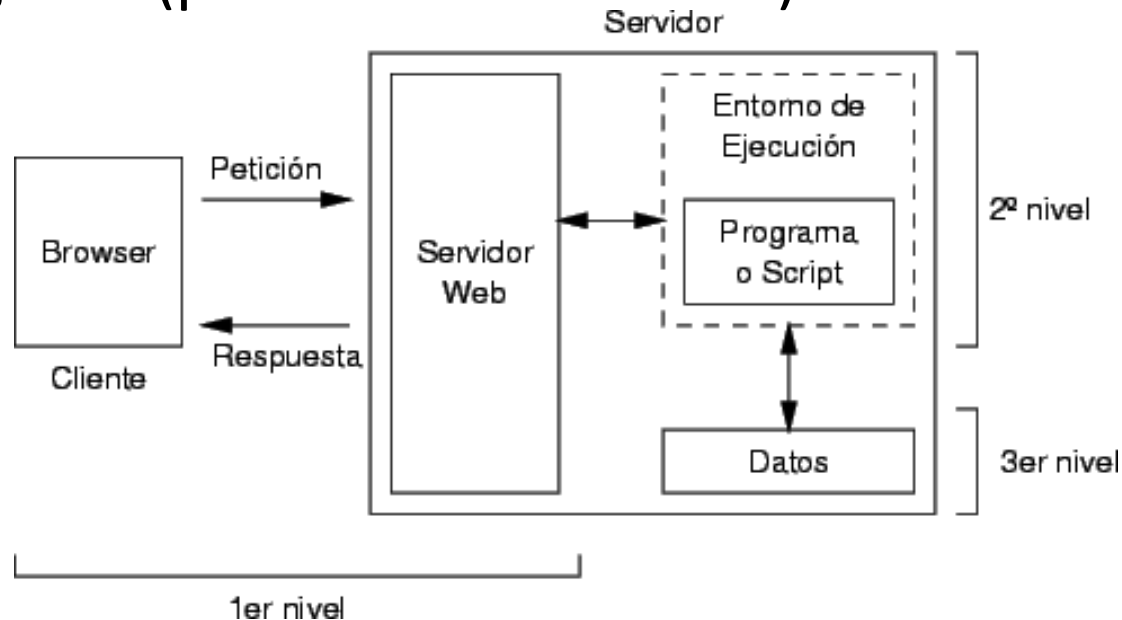 Servidor
Entorno de
Ejecución
Petición
2º nivel
Browser
Servidor
Web
Programa
o Script
Respuesta
Cliente
Datos
3er nivel
1er nivel